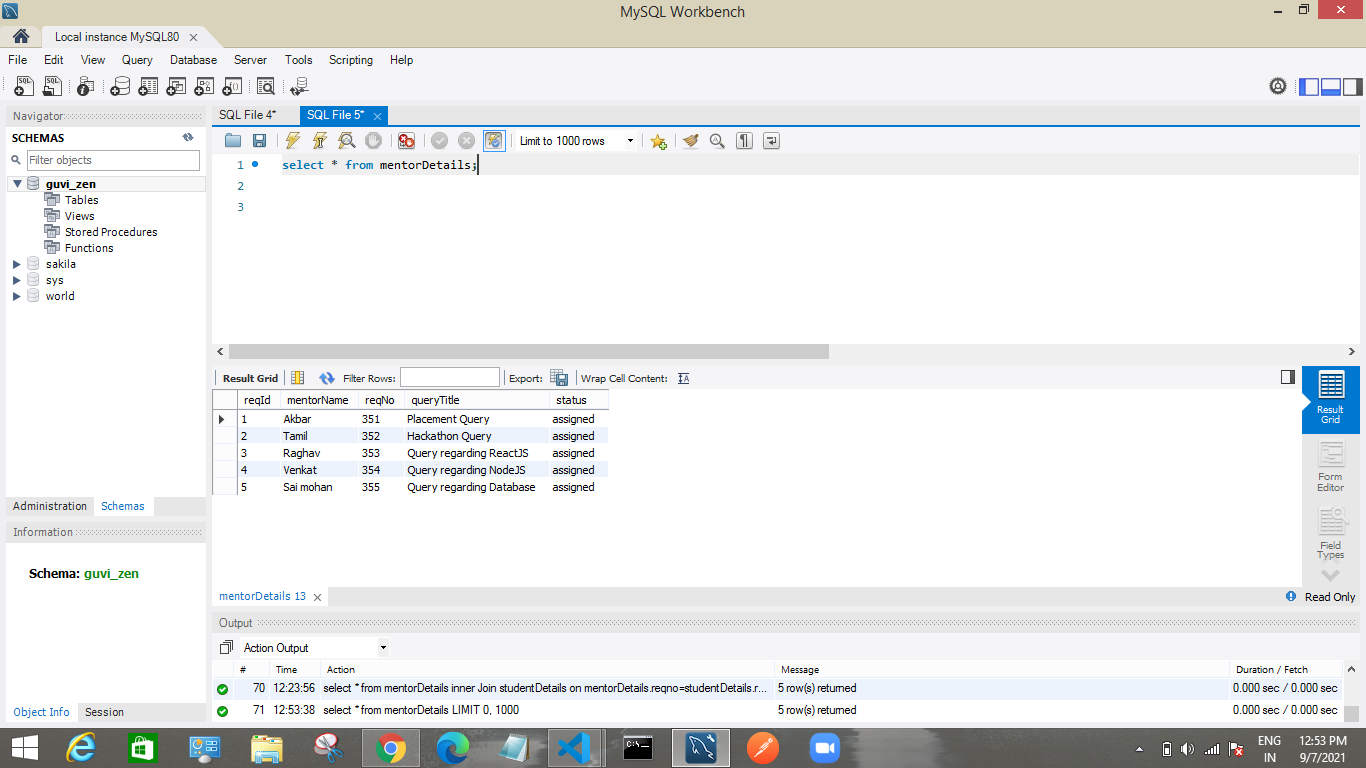 MySQL Workbench
Local instance MySQL80
File Edit View Query Database Server Tools Scripting Help
Navigator
SCHEMAS
Filter objects
guvi_zen
Tables
Views
Stored Procedures
Functions
sakila
sys
world
Administration Schemas
Information
Schema: guvi_zen
Object Info Session
SQL File 4* SQL File 5*
Limit to 1000 rows
1 select * from mentorDetails;
2
3
Result Grid Filter Rows: Export: Wrap Cell Content:
reqId mentorName reqNo queryTitle status
1 Akbar 351 Placement Query assigned
2 Tamil 352 Hackathon Query assigned
3 Raghav 353 Query regarding ReactJS assigned
4 Venkat 354 Query regarding NodeJS assigned
5 Sai mohan 355 Query regarding Database assigned
Result
Grid
Form
Editor
Field
Types
mentorDetails 13
Read Only
Output
Action Output
# Time Action Message Duration / Fetch
70 12:23:56 select * from mentorDetails inner Join studentDetails on mentorDetails.reqno=studentDetails.r... 5 row(s) returned 0.000 sec / 0.000 sec
71 12:53:38 select * from mentorDetails LIMIT 0, 1000 5 row(s) returned 0.000 sec / 0.000 sec
ENG 12:53 PM
IN 9/7/2021